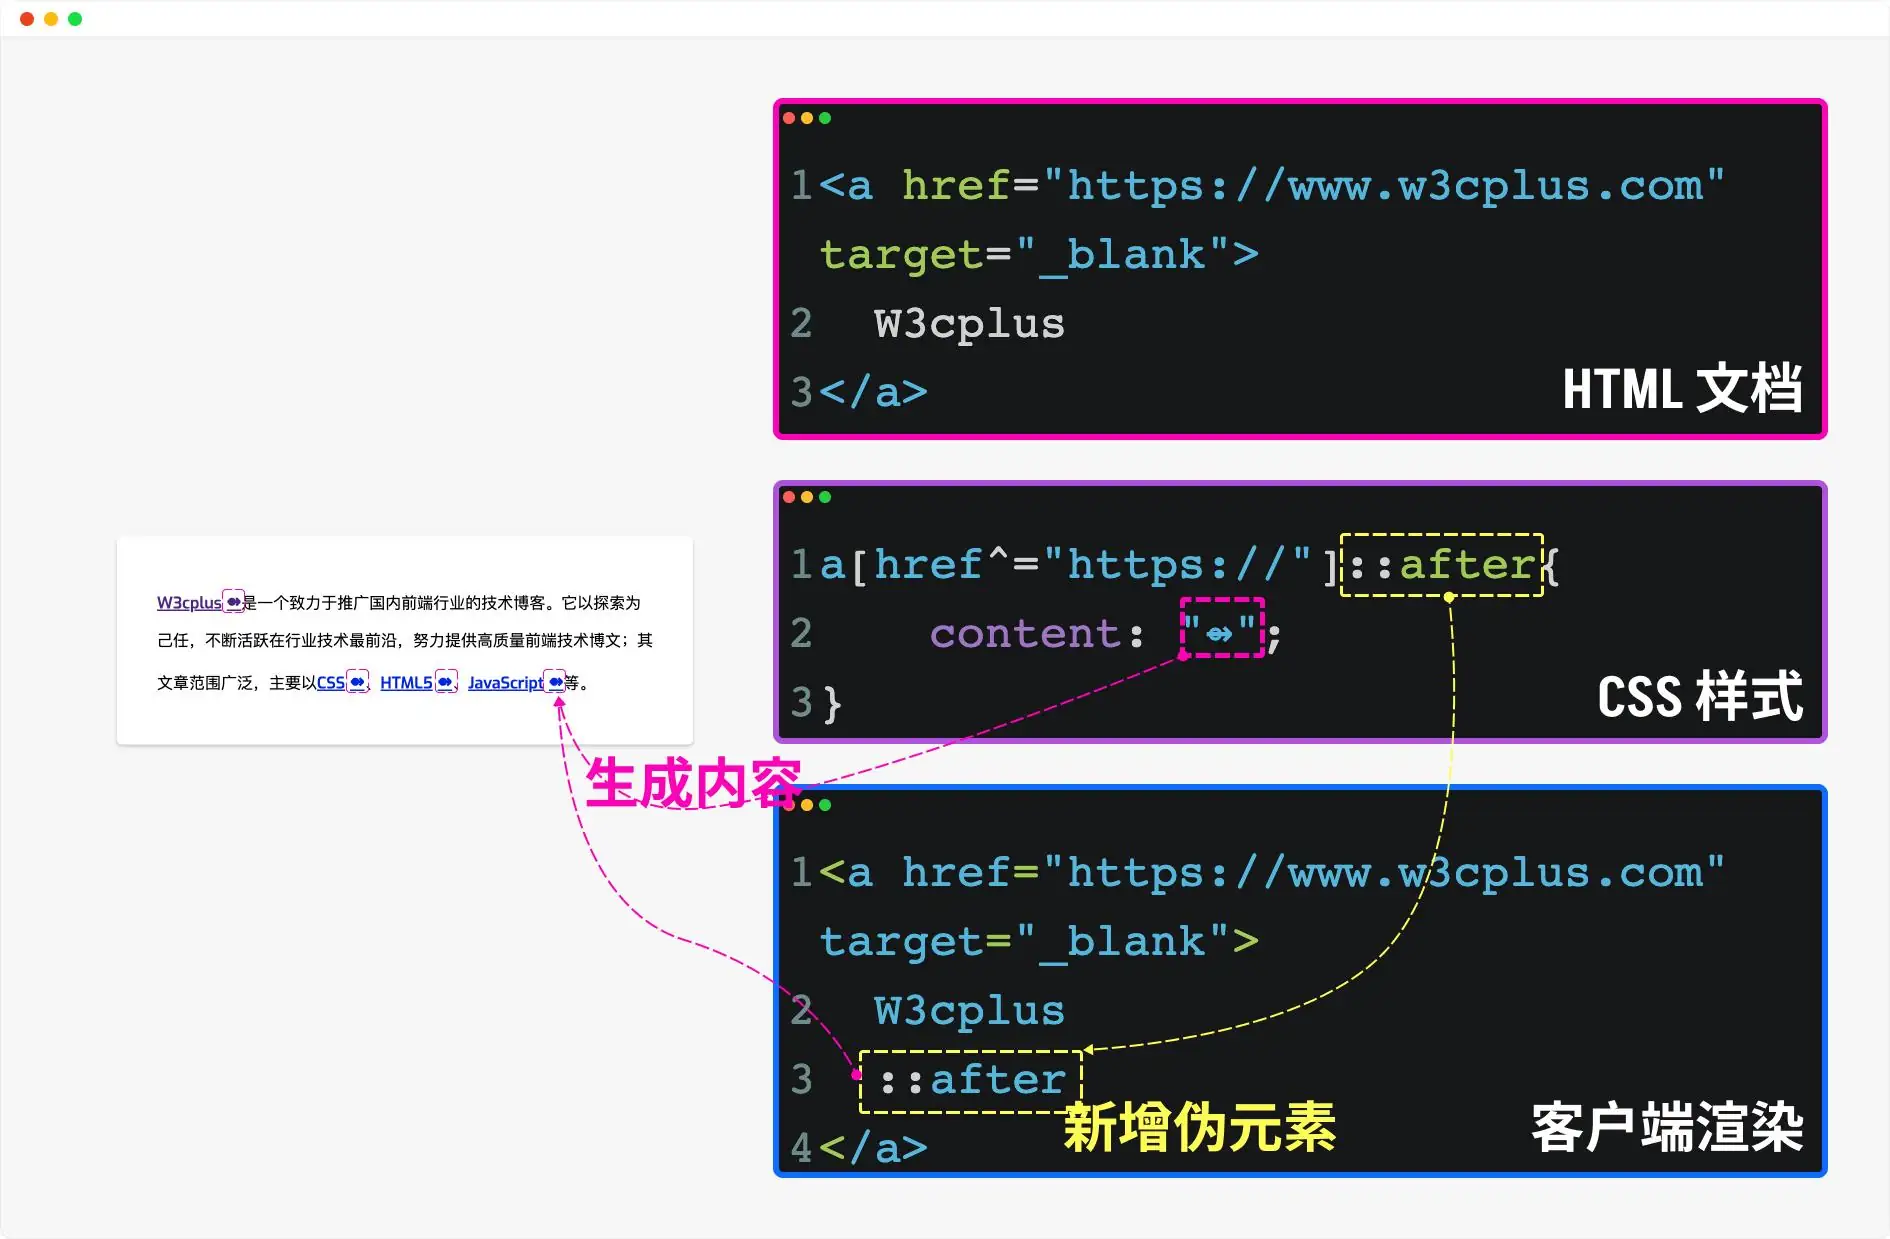 1<a href="https://www.w3cplus.com"
target="_blank">
2 W3cplus
3</a>
HTML 文档
1a[href^="https://"]::after{
2 content: "⇴";
3}
CSS 样式
W3cplus⇴是一个致力于推广国内前端行业的技术博客。它以探索为
己任，不断活跃在行业技术最前沿，努力提供高质量前端技术博文；其
文章范围广泛，主要以CSS⇴、HTML5⇴、JavaScript⇴等。
生成内容
1<a href="https://www.w3cplus.com"
target="_blank">
2 W3cplus
3 ::after
新增伪元素
4</a>
客户端渲染